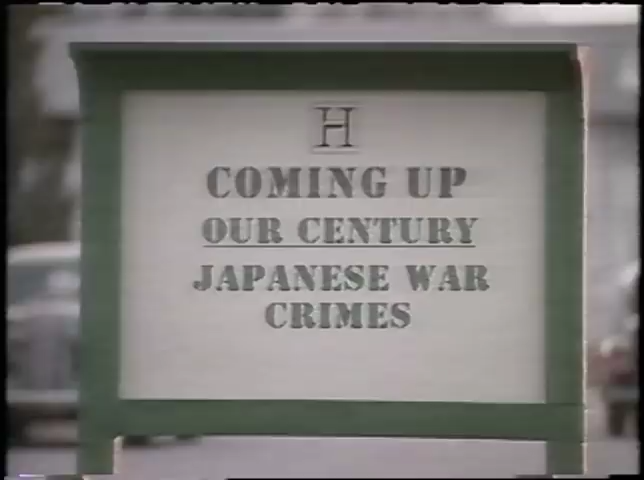 H
COMING UP
OUR CENTURY
JAPANESE WAR
CRIMES